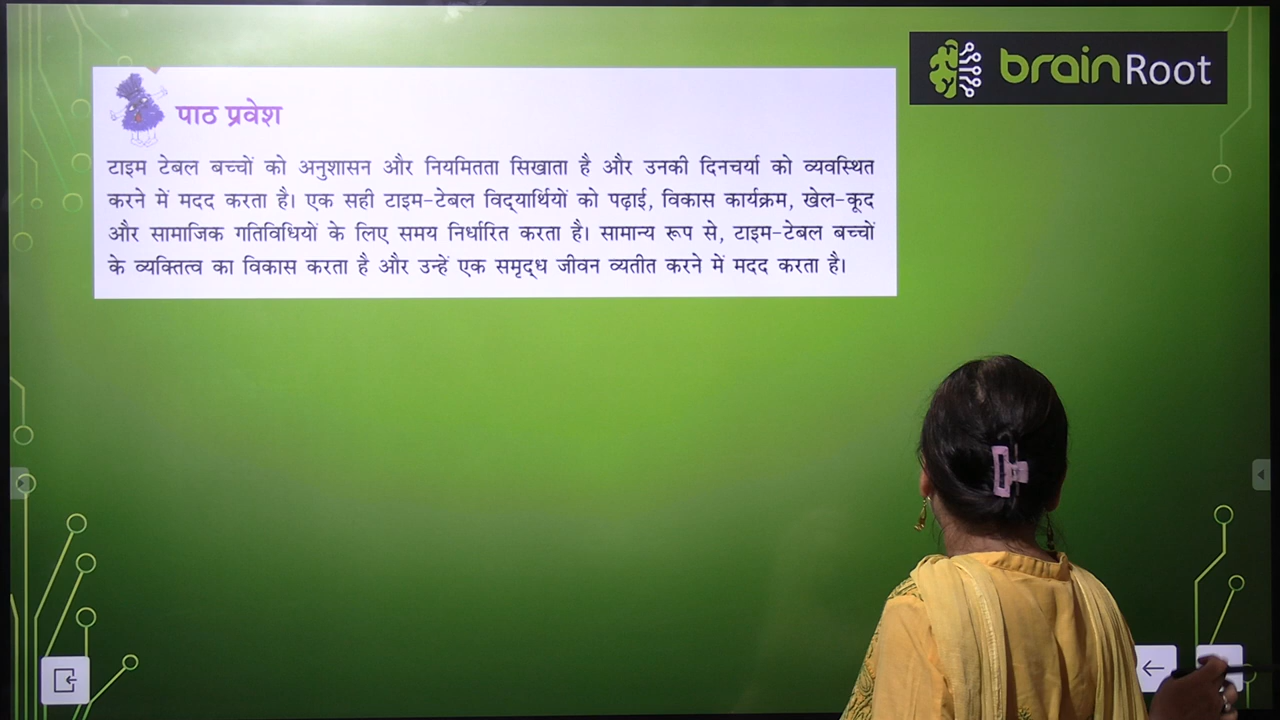 brainRoot
पाठ प्रवेश
टाइम टेबल बच्चों को अनुशासन और नियमितता सिखाता है और उनकी दिनचर्या को व्यवस्थित
करने में मदद करता है। एक सही टाइम-टेबल विद्‌यार्थियों को पढ़ाई, विकास कार्यक्रम, खेल-कूद
और सामाजिक गतिविधियों के लिए समय निर्धारित करता है। सामान्य रूप से, टाइम-टेबल बच्चों
के व्यक्तित्व का विकास करता है और उन्हें एक समृद्‌ध जीवन व्यतीत करने में मदद करता है।